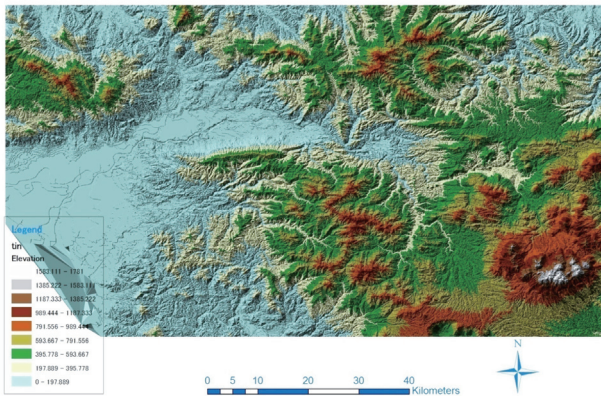 Legend
tin
Elevation
1583.111 - 1781
1385.222 - 1583.111
1187.333 - 1385.222
989.444 - 1187.333
791.556 - 989.444
593.667 - 791.556
395.778 - 593.667
197.889 - 395.778
0 - 197.889
N
0 5 10 20 30 40
Kilometers